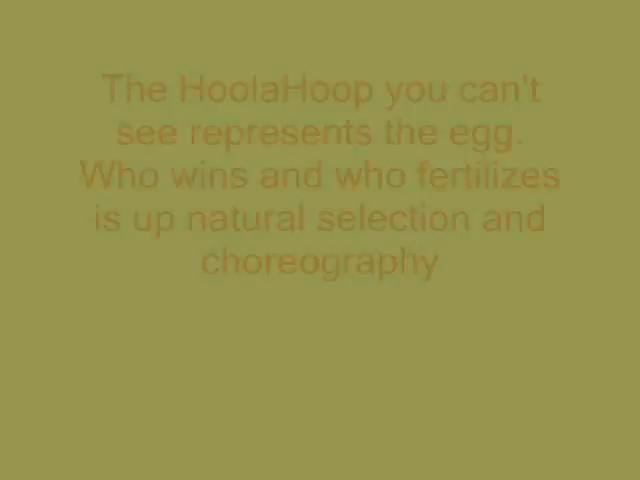 The HoolaHoop you can't
see represents the egg.
Who wins and who fertilizes
is up natural selection and
choreography